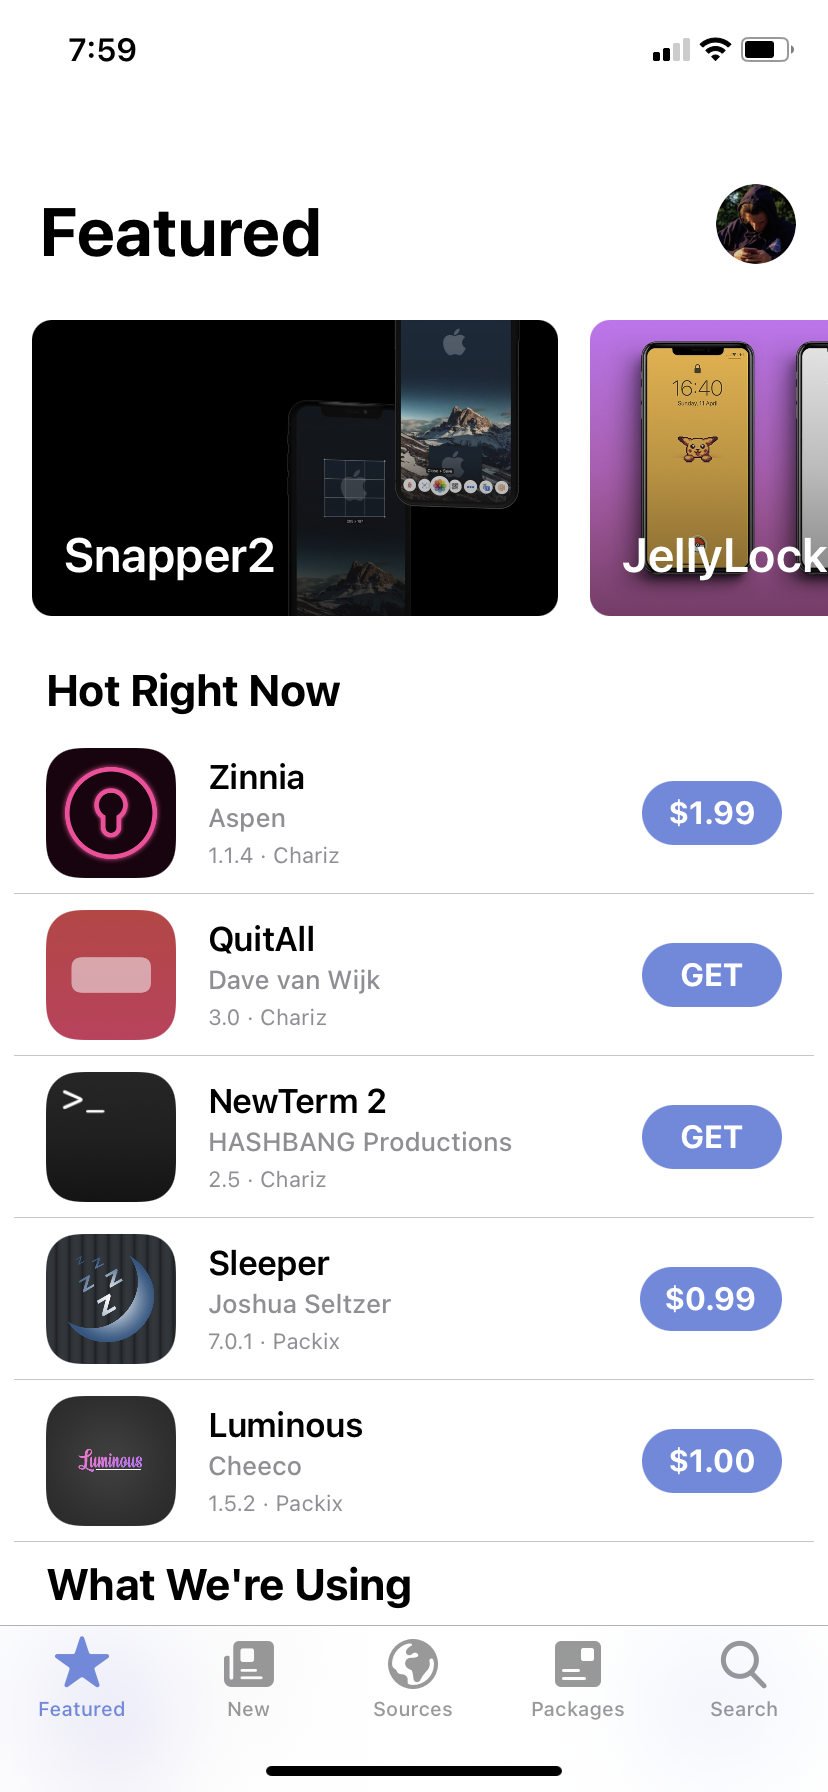 7:59
Featured
16:40
Sunday, 11 April
Snapper2
JellyLock
Hot Right Now
Zinnia
Aspen
1.1.4 · Chariz
$1.99
QuitAll
Dave van Wijk
3.0 · Chariz
GET
>_
NewTerm 2
HASHBANG Productions
2.5 · Chariz
GET
z z
z z
z
Sleeper
Joshua Seltzer
7.0.1 · Packix
$0.99
Luminous
Luminous
Cheeco
1.5.2 · Packix
$1.00
What We're Using
Featured
New
Sources
Packages
Search